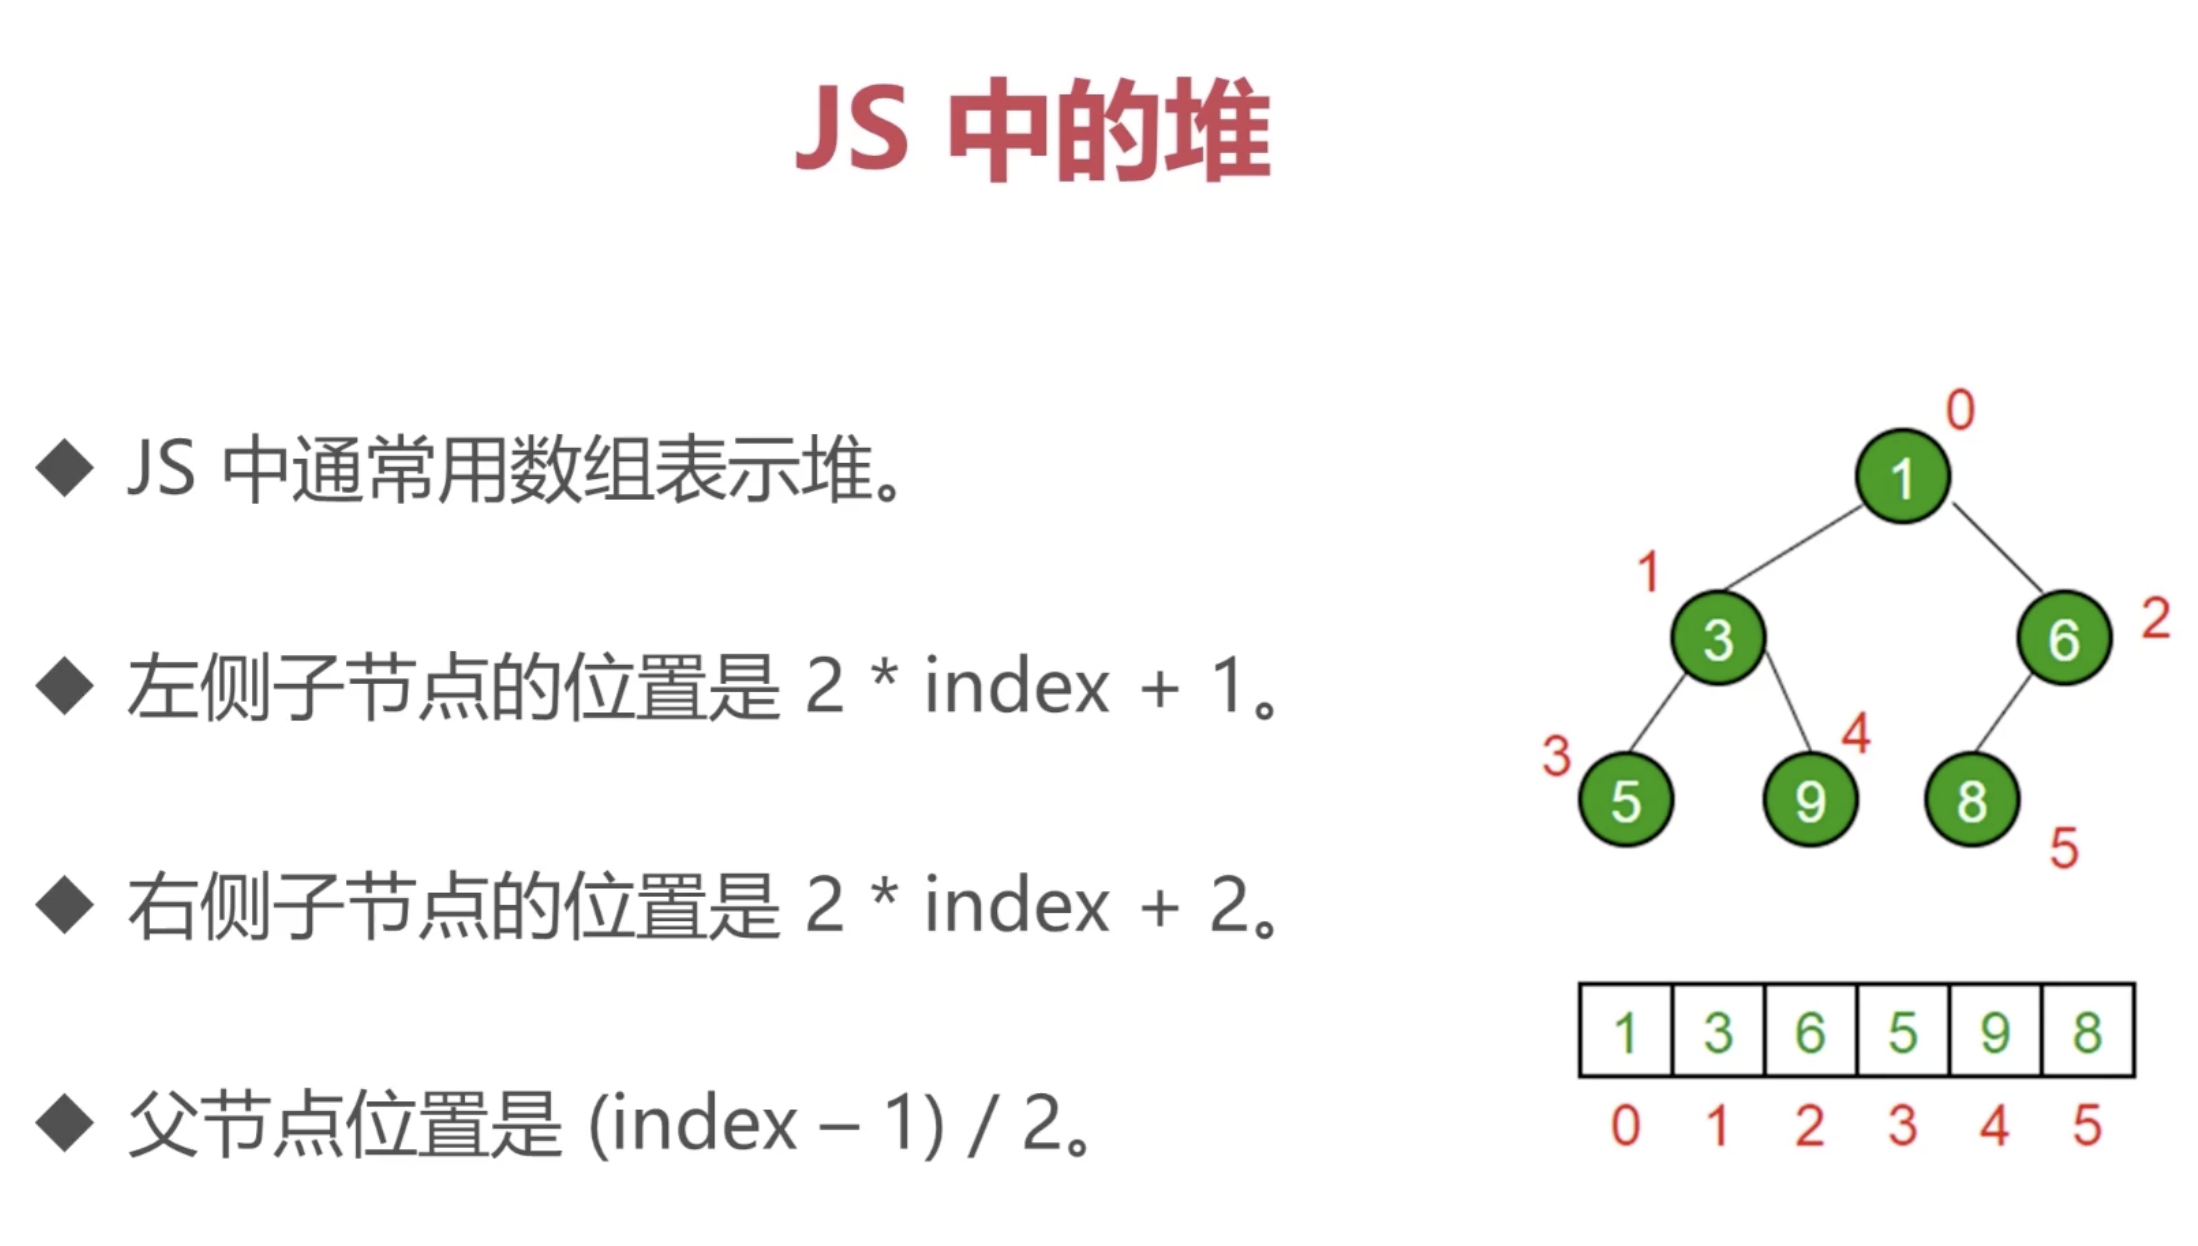 JS 中的堆
◆ JS 中通常用数组表示堆。
◆ 左侧子节点的位置是 2 * index + 1。
◆ 右侧子节点的位置是 2 * index + 2。
◆ 父节点位置是 (index – 1) / 2。
0
1
1
3
6
2
3
4
5
9
8
5
1 3 6 5 9 8
0 1 2 3 4 5